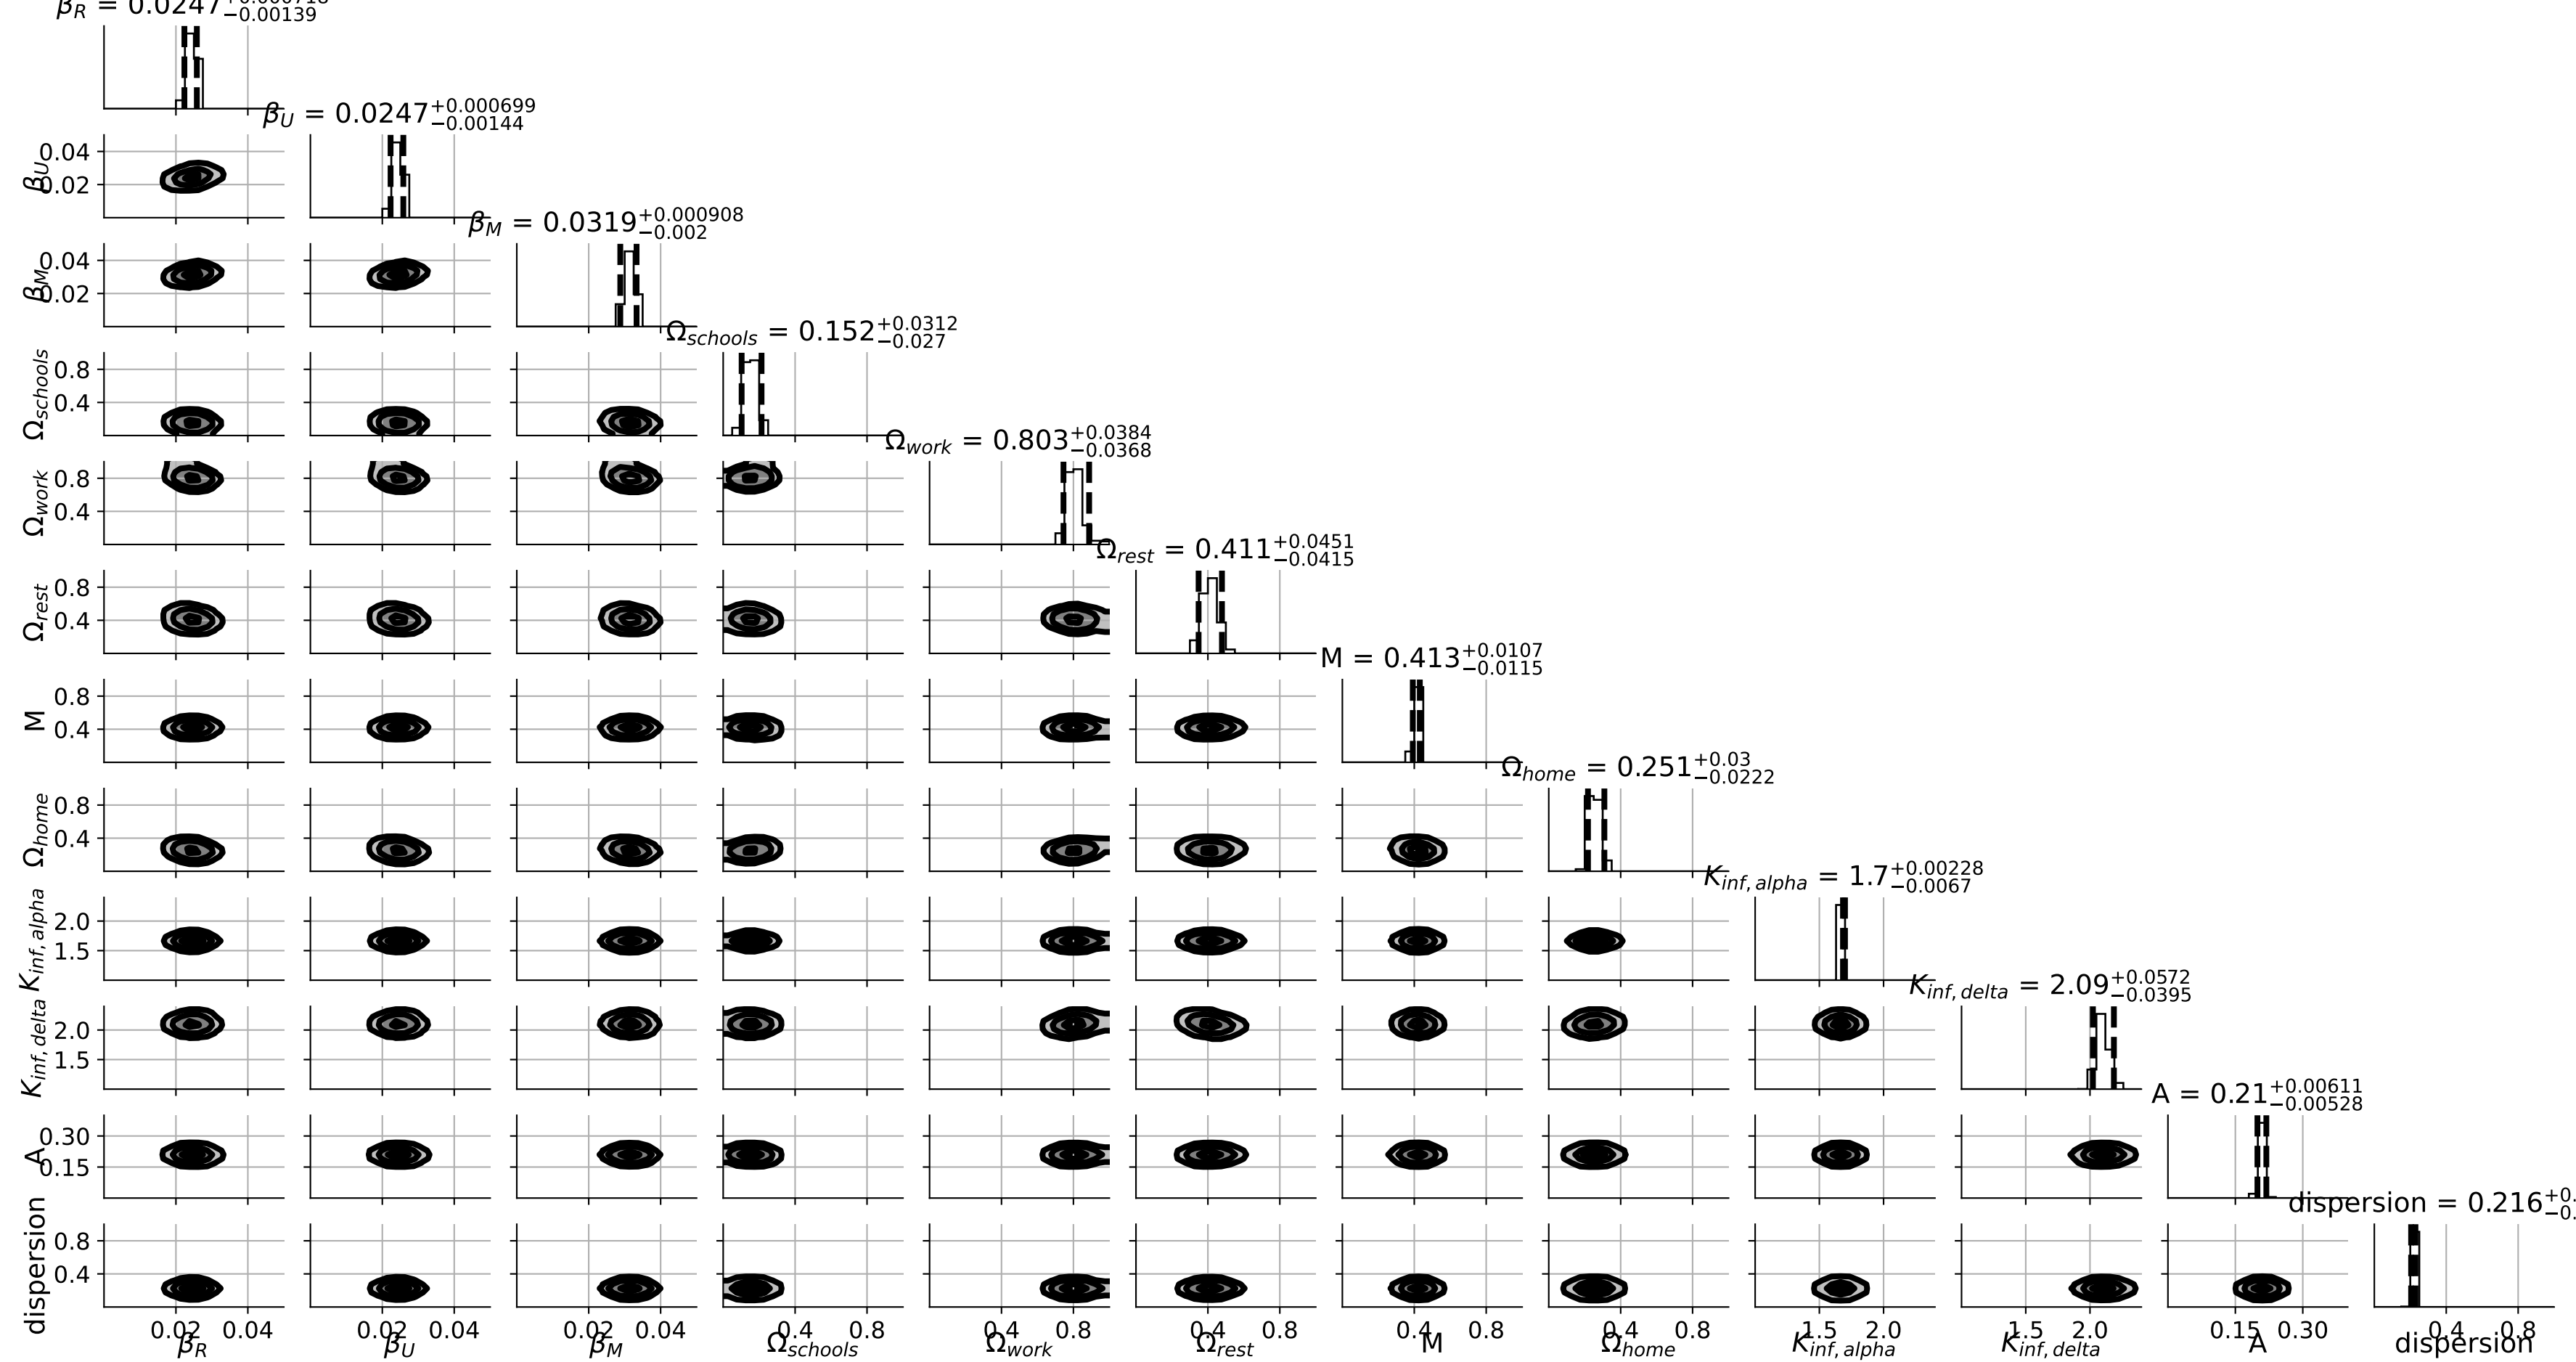 β_R = 0.0247 −0.00139
β_U = 0.0247 +0.000699 −0.00144
β_M = 0.0319 +0.000908 −0.002
Ω_schools = 0.152 +0.0312 −0.027
Ω_work = 0.803 +0.0384 −0.0368
Ω_rest = 0.411 +0.0451 −0.0415
M = 0.413 +0.0107 −0.0115
Ω_home = 0.251 +0.03 −0.0222
K_inf, alpha = 1.7 +0.00228 −0.0067
K_inf, delta = 2.09 +0.0572 −0.0395
A = 0.21 +0.00611 −0.00528
dispersion = 0.216 +0. −0.
β_U 0.04 0.02
β_M 0.04 0.02
Ω_schools 0.8 0.4
Ω_work 0.8 0.4
Ω_rest 0.8 0.4
M 0.8 0.4
Ω_home 0.8 0.4
K_inf, alpha 2.0 1.5
K_inf, delta 2.0 1.5
A 0.30 0.15
dispersion 0.8 0.4
0.02 0.04 0.02 0.04 0.02 0.04 0.4 0.8 0.4 0.8 0.4 0.8 0.4 0.8 0.4 0.8 1.5 2.0 1.5 2.0 0.15 0.30 0.4 0.8
β_R β_U β_M Ω_schools Ω_work Ω_rest M Ω_home K_inf, alpha K_inf, delta A dispersion